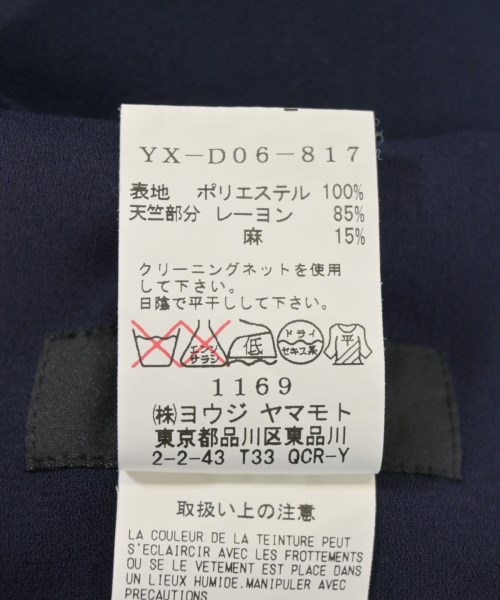 YX-D06-817
表地 ポリエステル 100%
天竺部分 レーヨン 85%
麻 15%
クリーニングネットを使用
して下さい。
日陰で平干しして下さい。
エンソ
サラシ
低
ドライ
セキユ系
平
1169
㈱ヨウジ ヤマモト
東京都品川区東品川
2-2-43 T33 QCR-Y
取扱い上の注意
LA COULEUR DE LA TEINTURE PEUT
S'ECLAIRCIR AVEC LES FROTTEMENTS
OU SE LE VETEMENT EST PLACE DANS
UN LIEUX HUMIDE.MANIPULER AVEC
PRECAUTIONS.